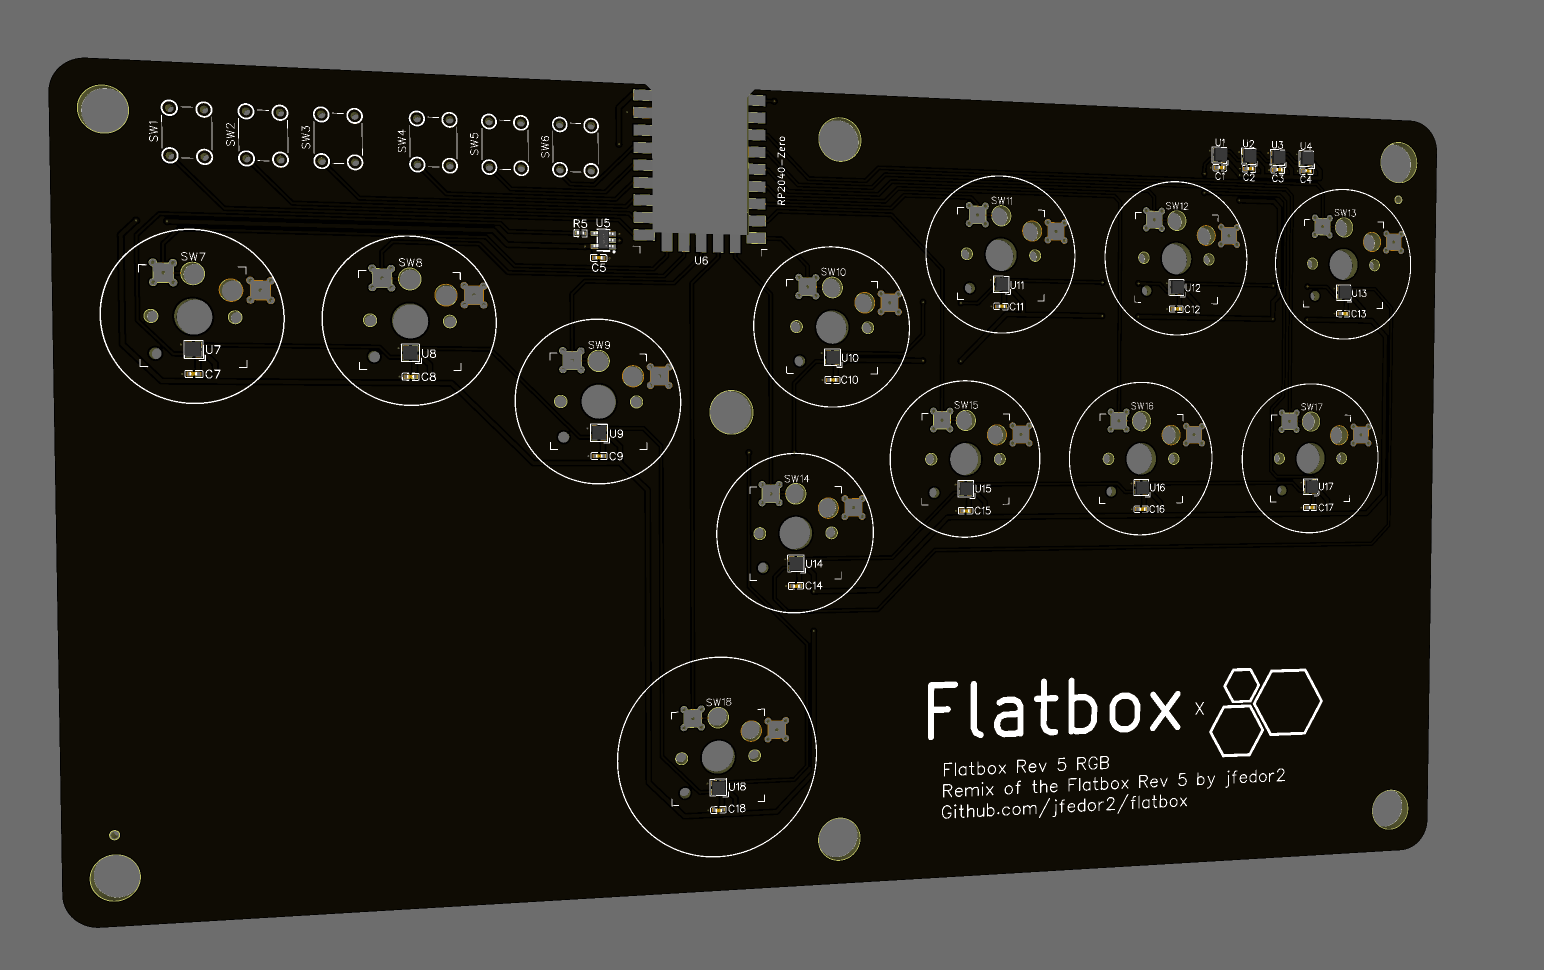 SW1
SW2
SW3
SW4
SW5
SW6
RP2040-Zero
U1
U2
U3
U4
C1
C2
C3
C4
R5
U5
C5
U6
SW7
U7
C7
SW8
U8
C8
SW9
U9
C9
SW10
U10
C10
SW11
U11
C11
SW12
U12
C12
SW13
U13
C13
SW14
U14
C14
SW15
U15
C15
SW16
U16
C16
SW17
U17
C17
SW18
U18
C18
Flatbox x
Flatbox Rev 5 RGB
Remix of the Flatbox Rev 5 by jfedor2
Github.com/jfedor2/flatbox